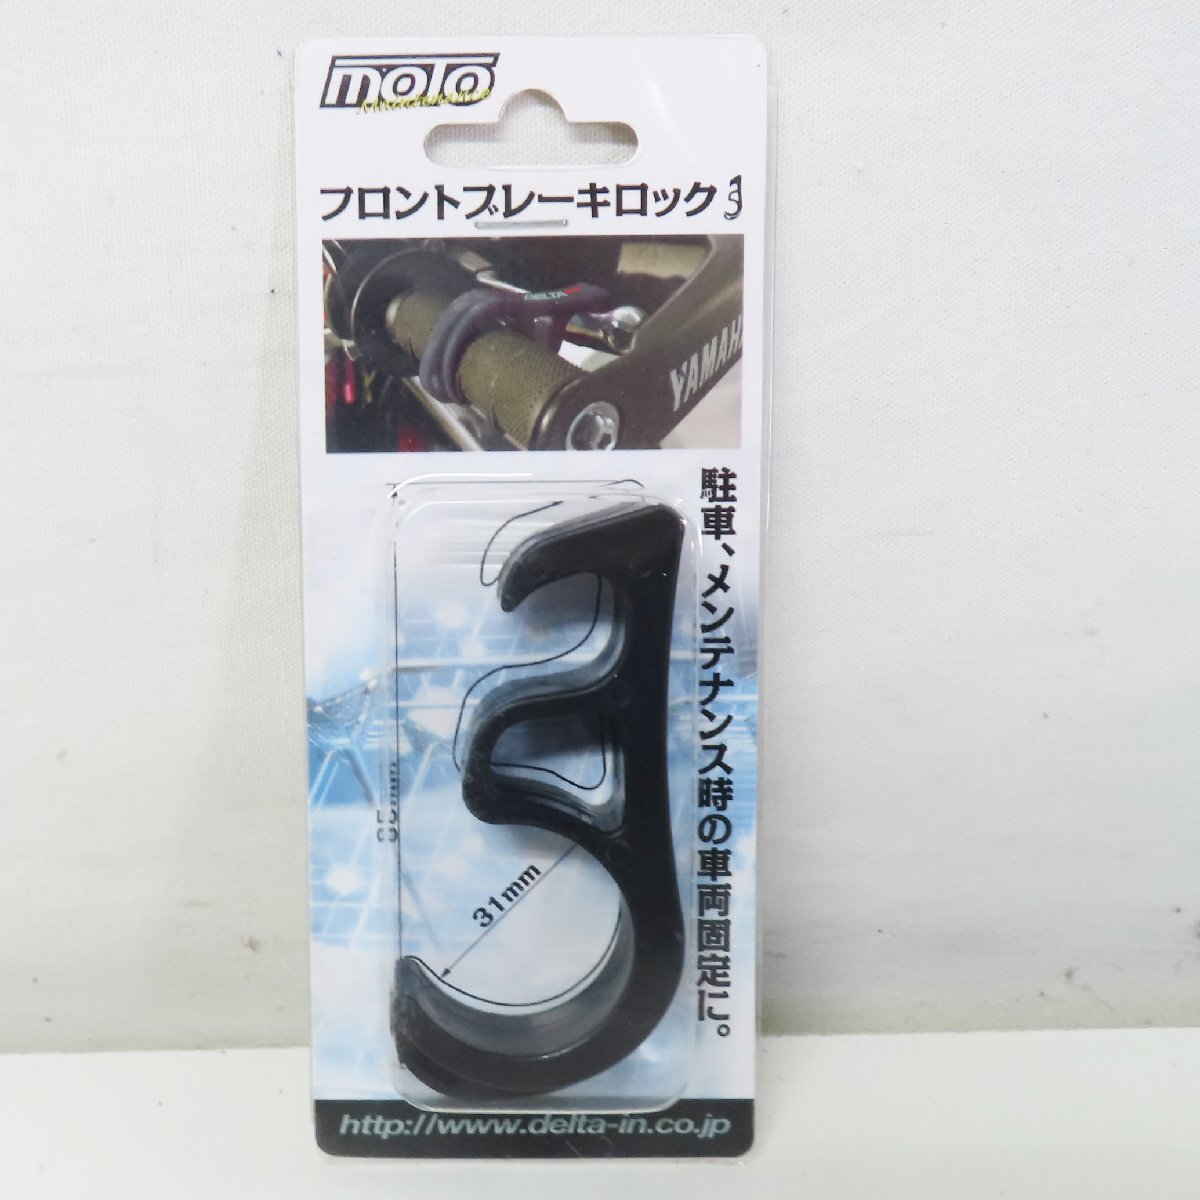 moto
Maintenance
フロントブレーキロック
DELTA
YAMAHA
駐車、メンテナンス時の車両固定に。
31mm
http://www.delta-in.co.jp